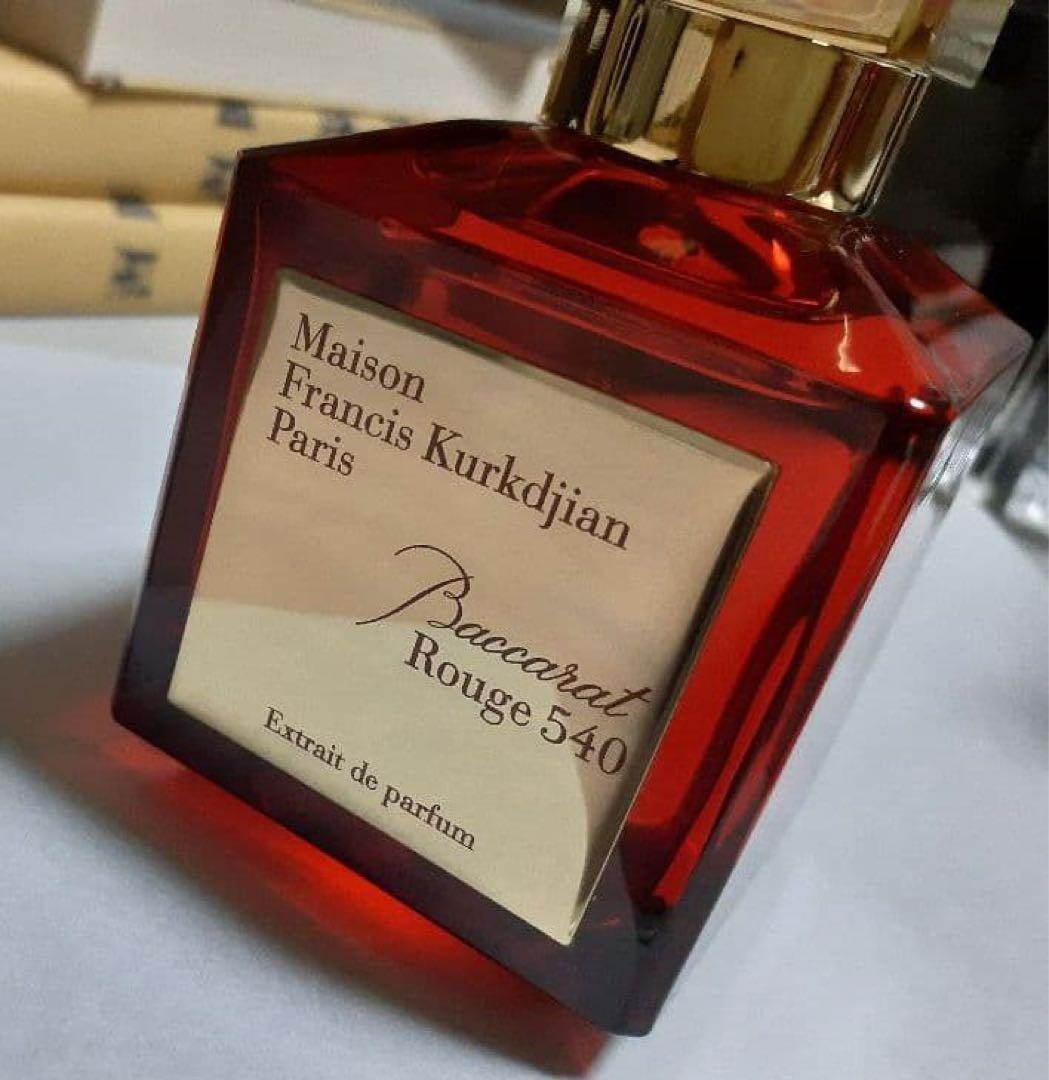 Maison
Francis Kurkdjian
Paris
Baccarat
Rouge 540
Extrait de parfum